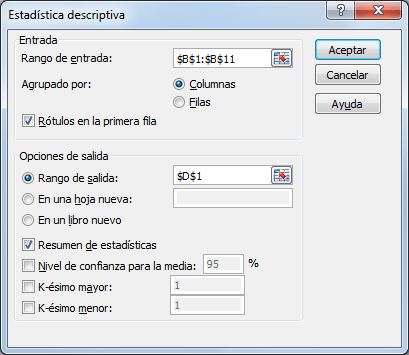 Estadística descriptiva
Entrada
Rango de entrada: $B$1:$B$11
Agrupado por: Columnas
Filas
Rótulos en la primera fila
Aceptar
Cancelar
Ayuda
Opciones de salida
Rango de salida: $D$1
En una hoja nueva:
En un libro nuevo
Resumen de estadísticas
Nivel de confianza para la media: 95 %
K-ésimo mayor: 1
K-ésimo menor: 1